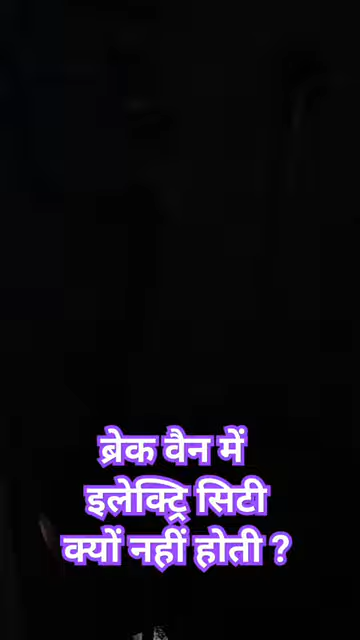 ब्रेक वैन में
इलेक्ट्रि सिटी
क्यों नहीं होती ?